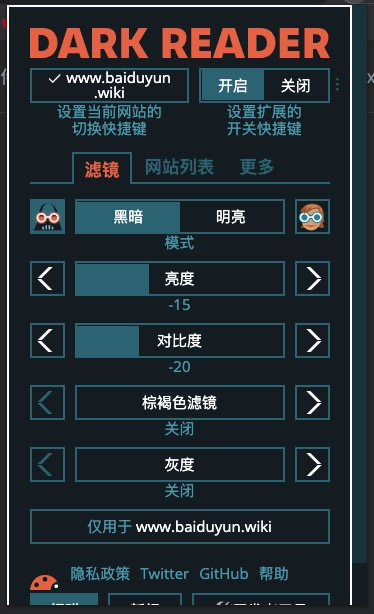 DARK READER
www.baiduyun
.wiki
开启 关闭
设置当前网站的
切换快捷键
设置扩展的
开关快捷键
滤镜 网站列表 更多
黑暗 明亮
模式
亮度
-15
对比度
-20
棕褐色滤镜
关闭
灰度
关闭
仅用于 www.baiduyun.wiki
隐私政策 Twitter GitHub 帮助